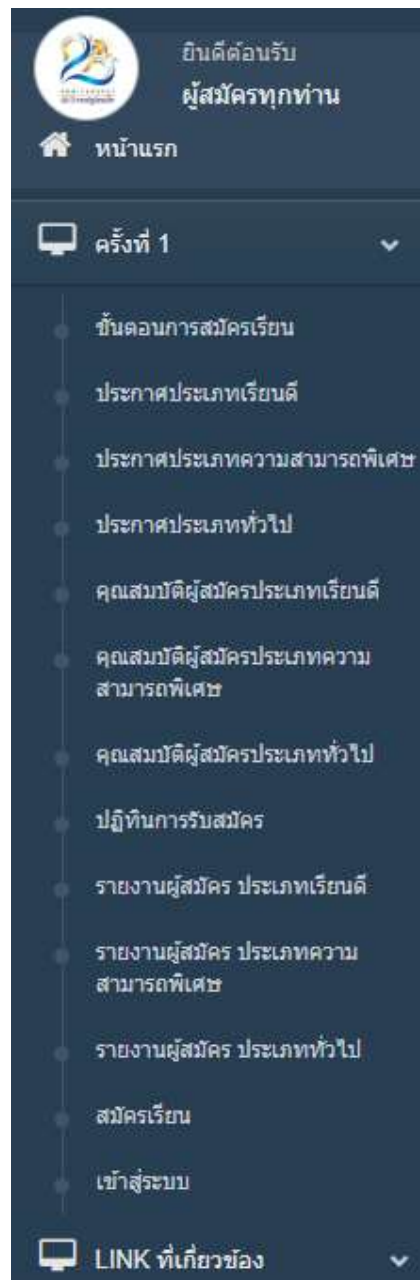 ยินดีต้อนรับ
ผู้สมัครทุกท่าน
หน้าแรก
ครั้งที่ 1
ขั้นตอนการสมัครเรียน
ประกาศประเภทเรียนดี
ประกาศประเภทความสามารถพิเศษ
ประกาศประเภททั่วไป
คุณสมบัติผู้สมัครประเภทเรียนดี
คุณสมบัติผู้สมัครประเภทความ
สามารถพิเศษ
คุณสมบัติผู้สมัครประเภททั่วไป
ปฏิทินการรับสมัคร
รายงานผู้สมัคร ประเภทเรียนดี
รายงานผู้สมัคร ประเภทความ
สามารถพิเศษ
รายงานผู้สมัคร ประเภททั่วไป
สมัครเรียน
เข้าสู่ระบบ
LINK ที่เกี่ยวข้อง